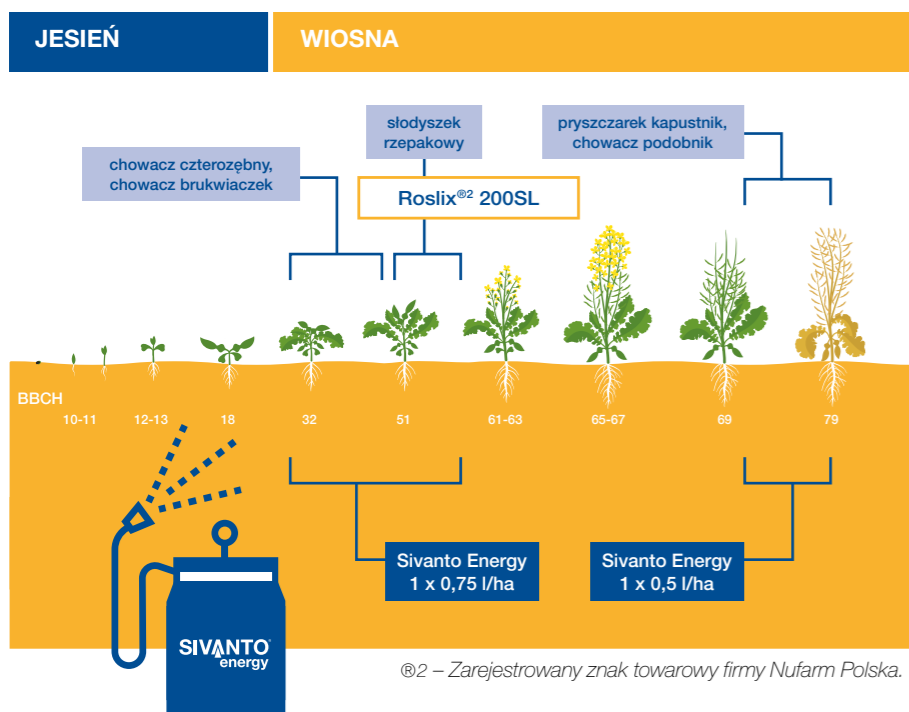 JESIEŃ
WIOSNA
słodyszek
rzepakowy
pryszczarek kapustnik,
chowacz podobnik
chowacz czterozębny,
chowacz brukwiaczek
Roslix®2 200SL
BBCH
10-11 12-13 18 32 51 61-63 65-67 69 79
Sivanto Energy
1 x 0,75 l/ha
Sivanto Energy
1 x 0,5 l/ha
SIVANTO®
energy
®2 – Zarejestrowany znak towarowy firmy Nufarm Polska.